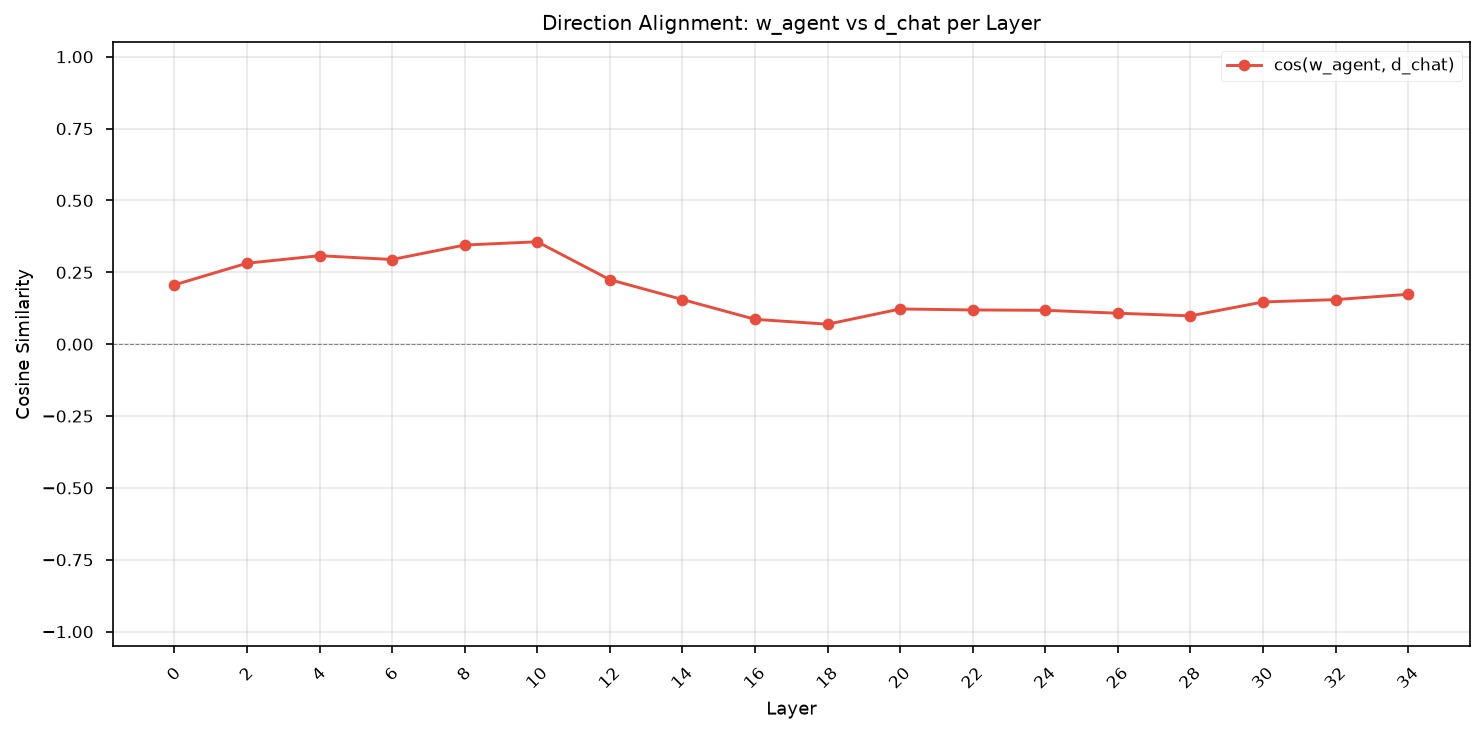 Direction Alignment: w_agent vs d_chat per Layer
cos(w_agent, d_chat)
1.00
0.75
0.50
0.25
0.00
−0.25
−0.50
−0.75
−1.00
Cosine Similarity
0 2 4 6 8 10 12 14 16 18 20 22 24 26 28 30 32 34
Layer